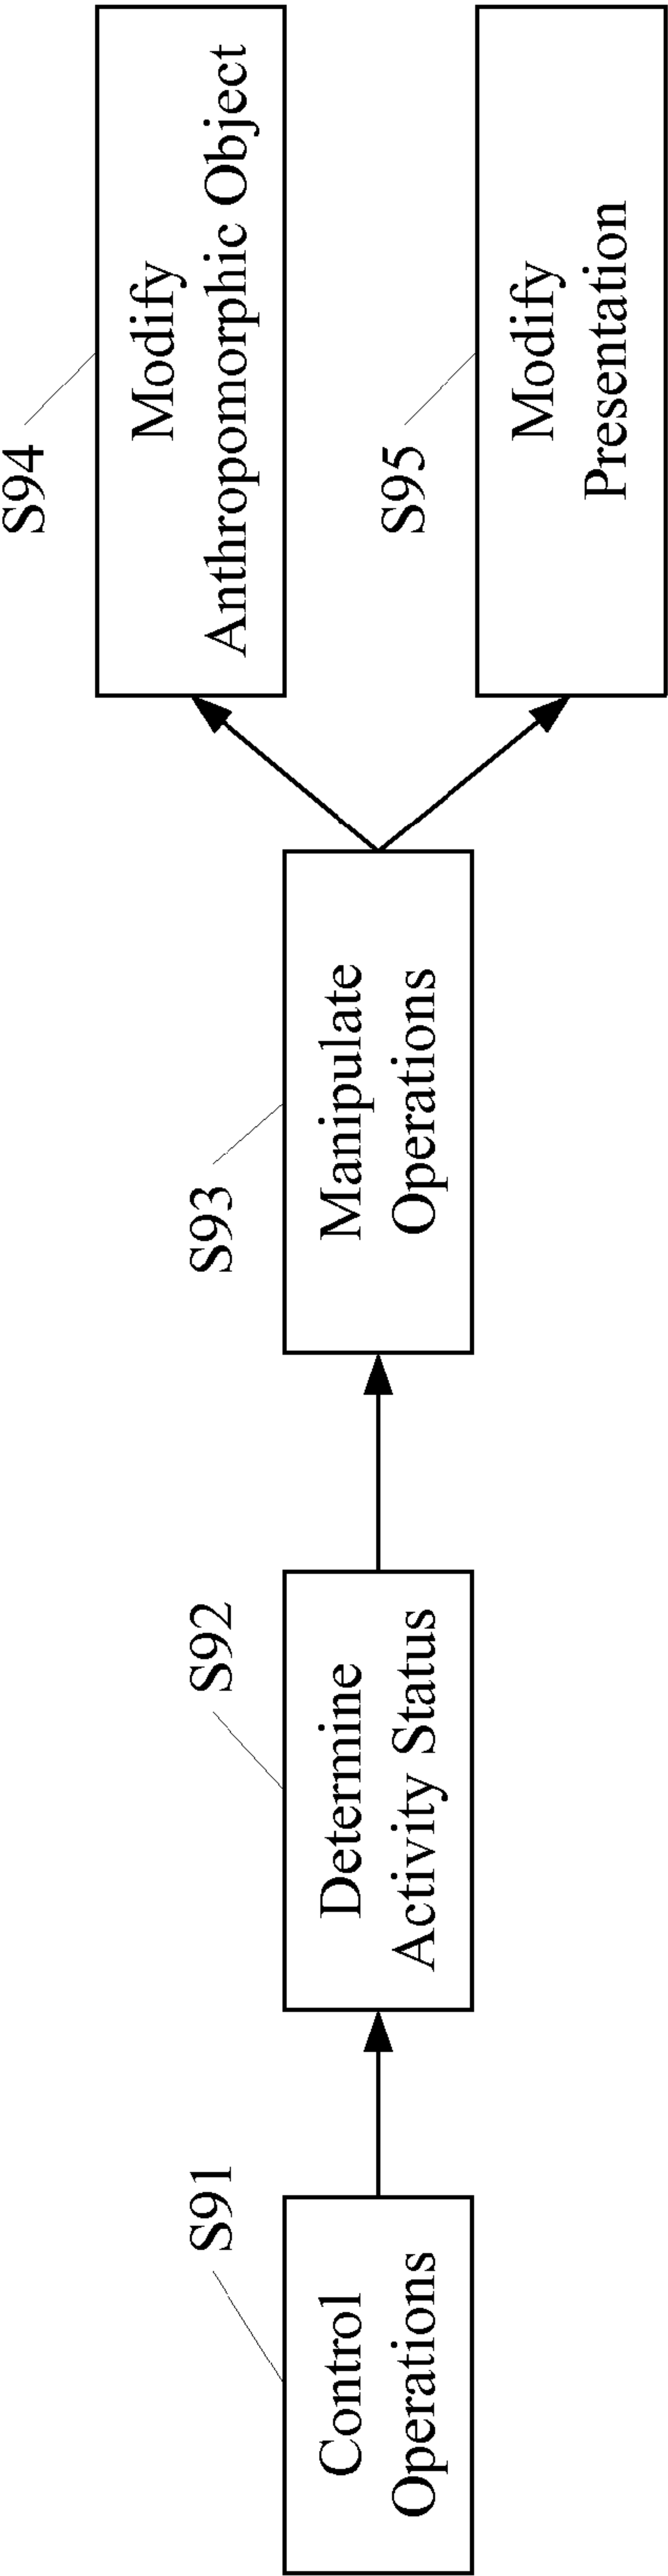 S91
Control
Operations
S92
Determine
Activity Status
S93
Manipulate
Operations
S94
Modify
Anthropomorphic Object
S95
Modify
Presentation